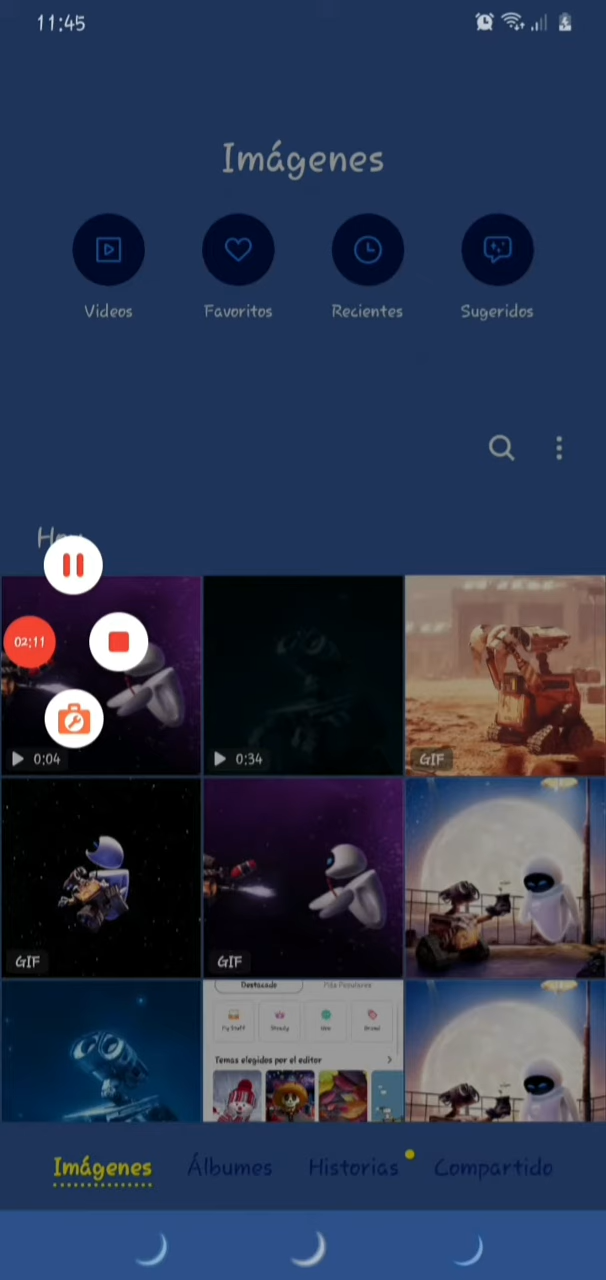 11:45
Imágenes
Videos Favoritos Recientes Sugeridos
02:11
0:04 0:34 GIF
GIF GIF
Destacado Más Populares
Temas elegidos por el editor
Imágenes Álbumes Historias Compartido